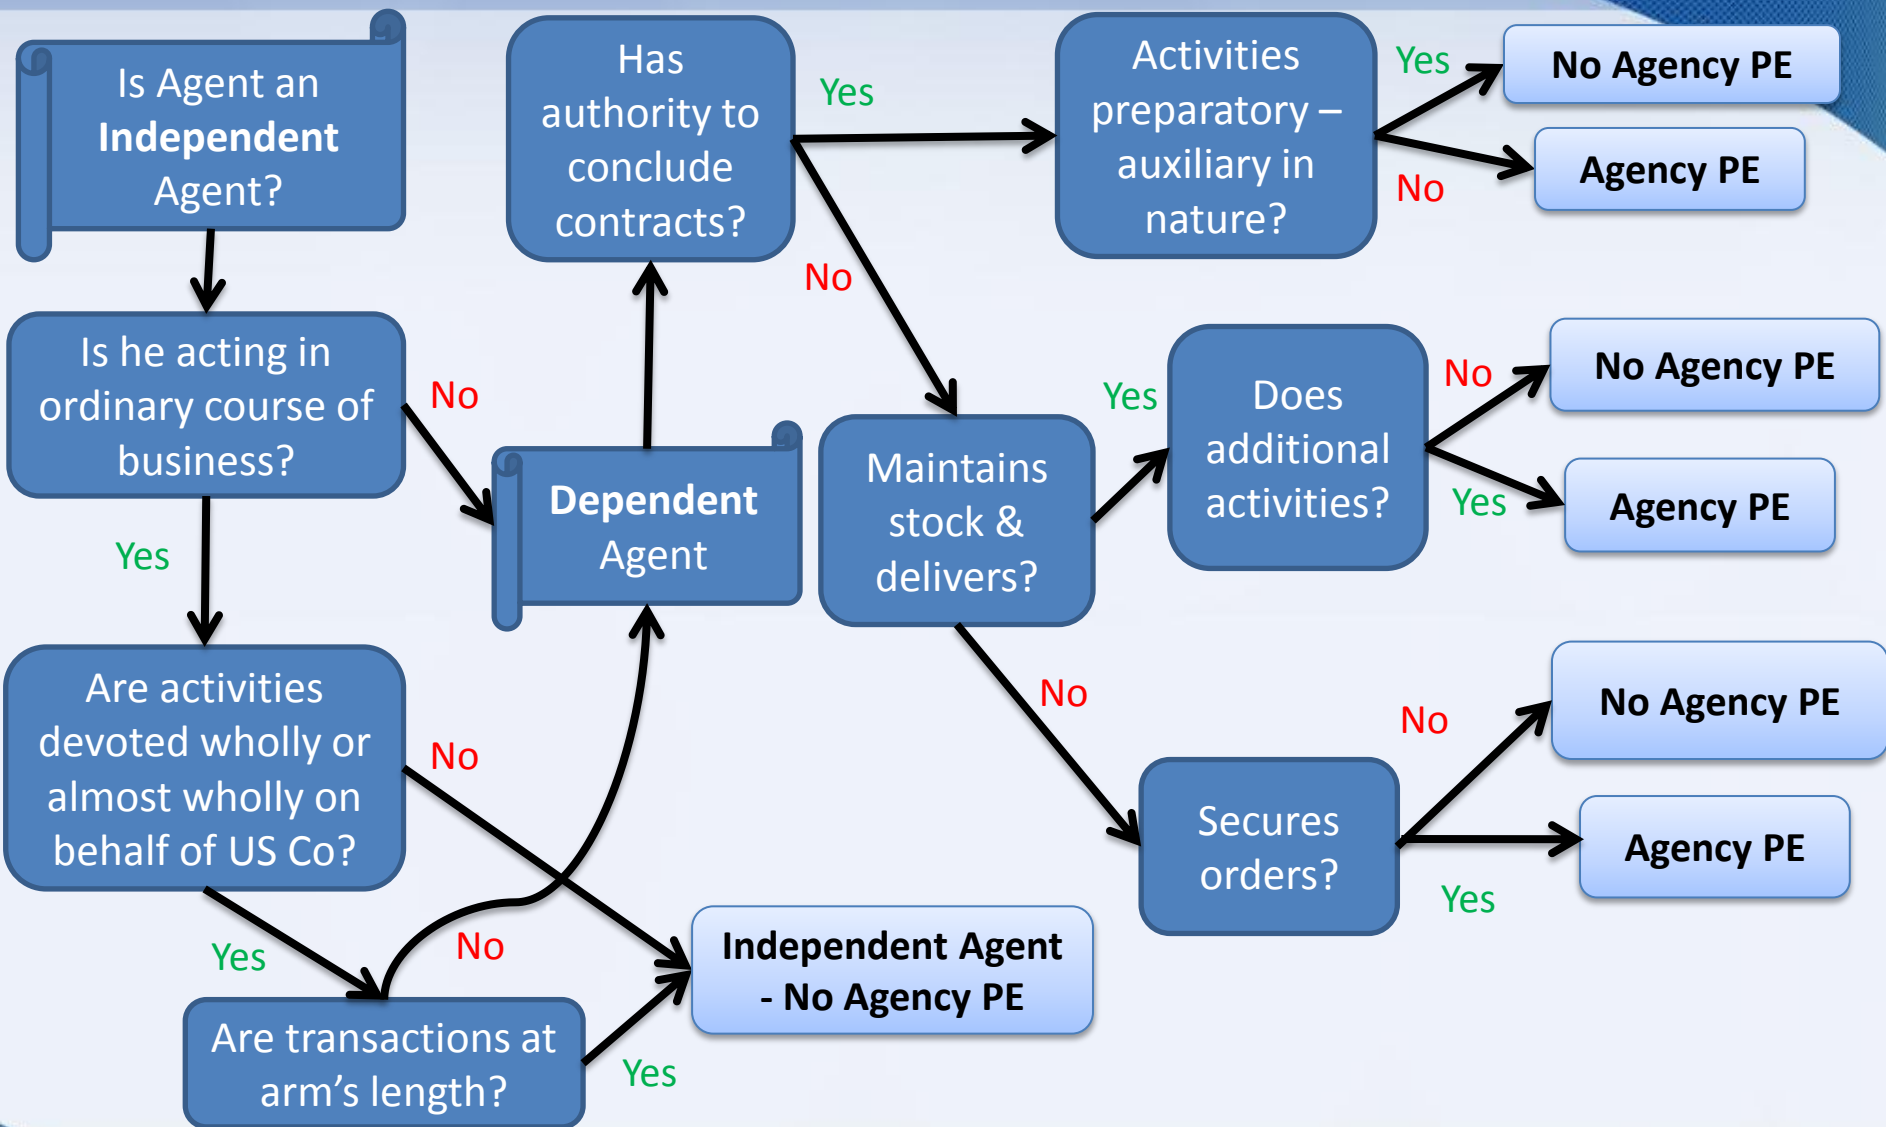 Is Agent an
Independent
Agent?
Is he acting in
ordinary course of
business?
No
Yes
Are activities
devoted wholly or
almost wholly on
behalf of US Co?
No
Yes
Are transactions at
arm's length?
No
Yes
Independent Agent
- No Agency PE
Dependent
Agent
Has
authority to
conclude
contracts?
Yes
No
Activities
preparatory –
auxiliary in
nature?
Yes
No Agency PE
No
Agency PE
Maintains
stock &
delivers?
Yes
No
Does
additional
activities?
No
No Agency PE
Yes
Agency PE
Secures
orders?
No
No Agency PE
Yes
Agency PE